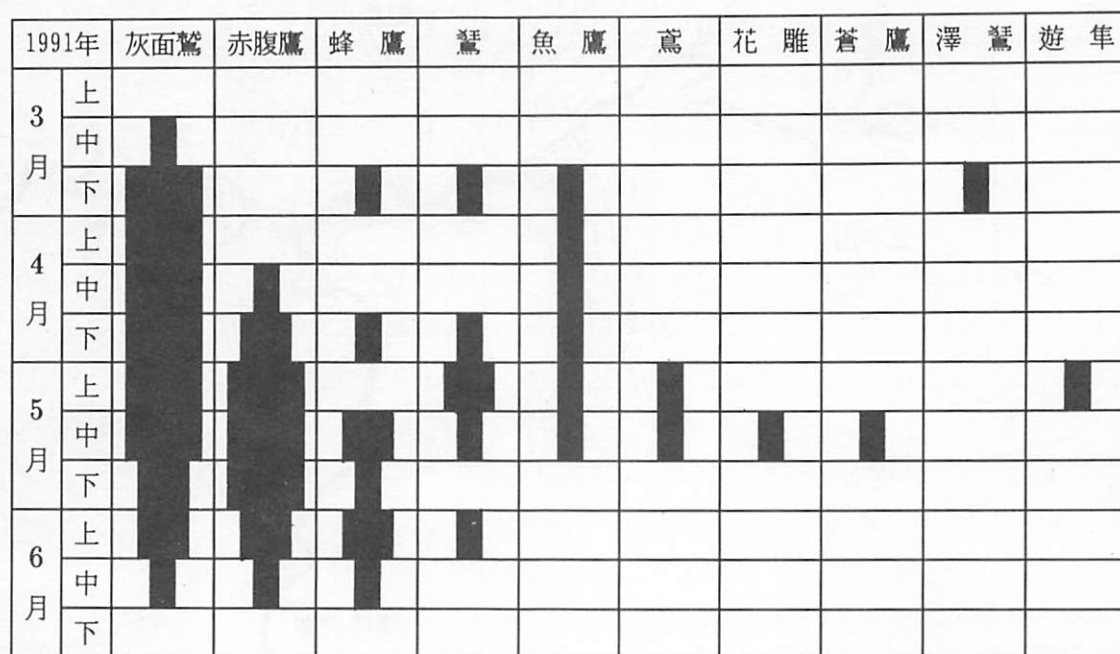 1991年 灰面鷲 赤腹鷹 蜂鷹 鵟 魚鷹 鳶 花雕 蒼鷹 澤鵟 遊隼
3月
上
中
下
4月
上
中
下
5月
上
中
下
6月
上
中
下